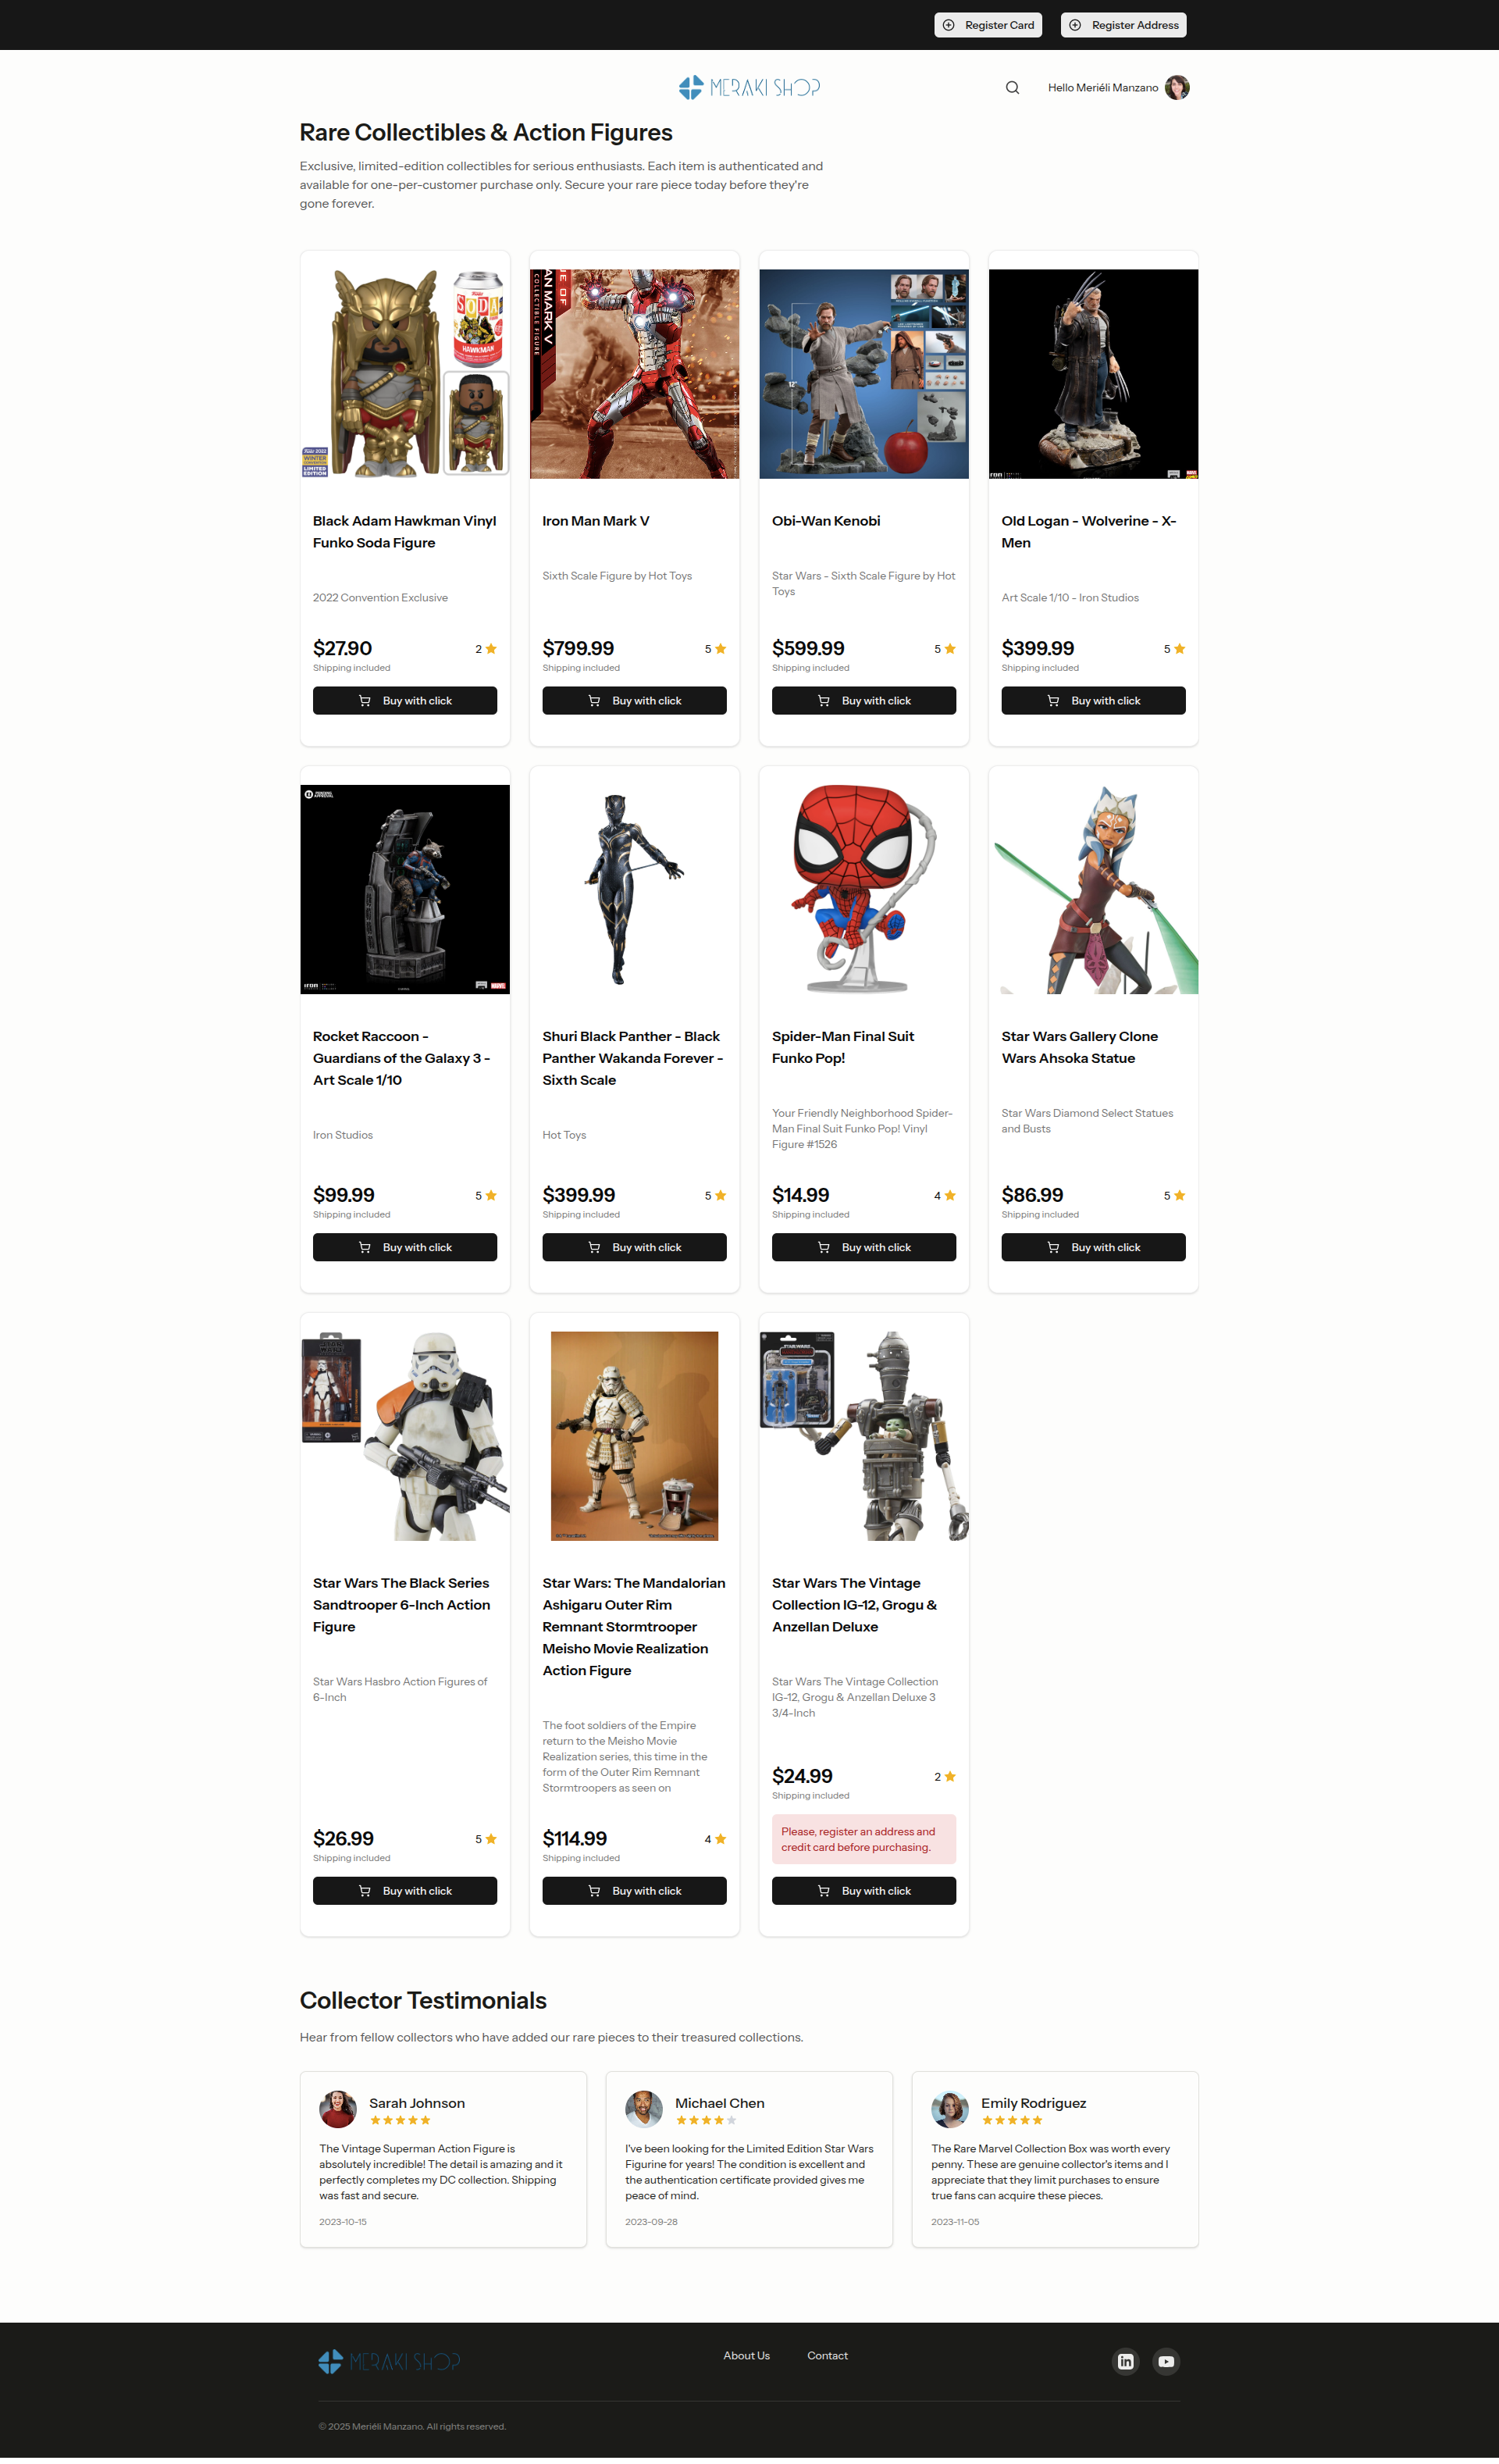 Register Card
Register Address
MERAKI SHOP
Hello Meriéli Manzano
Rare Collectibles & Action Figures
Exclusive, limited-edition collectibles for serious enthusiasts. Each item is authenticated and
available for one-per-customer purchase only. Secure your rare piece today before they're
gone forever.
SODA
HAWKMAN
Funko 2022
WINTER
CONVENTION
LIMITED
EDITION
Black Adam Hawkman Vinyl
Funko Soda Figure
2022 Convention Exclusive
$27.90
2
Shipping included
Buy with click
AN MARK V
COLLECTIBLE FIGURE
Iron Man Mark V
Sixth Scale Figure by Hot Toys
$799.99
5
Shipping included
Buy with click
12"
Obi-Wan Kenobi
Star Wars - Sixth Scale Figure by Hot
Toys
$599.99
5
Shipping included
Buy with click
Old Logan - Wolverine - X-
Men
Art Scale 1/10 - Iron Studios
$399.99
5
Shipping included
Buy with click
PENDING
APPROVAL
MARVEL
Rocket Raccoon -
Guardians of the Galaxy 3 -
Art Scale 1/10
Iron Studios
$99.99
5
Shipping included
Buy with click
Shuri Black Panther - Black
Panther Wakanda Forever -
Sixth Scale
Hot Toys
$399.99
5
Shipping included
Buy with click
Spider-Man Final Suit
Funko Pop!
Your Friendly Neighborhood Spider-
Man Final Suit Funko Pop! Vinyl
Figure #1526
$14.99
4
Shipping included
Buy with click
Star Wars Gallery Clone
Wars Ahsoka Statue
Star Wars Diamond Select Statues
and Busts
$86.99
5
Shipping included
Buy with click
Star Wars The Black Series
Sandtrooper 6-Inch Action
Figure
Star Wars Hasbro Action Figures of
6-Inch
$26.99
5
Shipping included
Buy with click
Star Wars: The Mandalorian
Ashigaru Outer Rim
Remnant Stormtrooper
Meisho Movie Realization
Action Figure
The foot soldiers of the Empire
return to the Meisho Movie
Realization series, this time in the
form of the Outer Rim Remnant
Stormtroopers as seen on
$114.99
4
Shipping included
Buy with click
STAR WARS
Star Wars The Vintage
Collection IG-12, Grogu &
Anzellan Deluxe
Star Wars The Vintage Collection
IG-12, Grogu & Anzellan Deluxe 3
3/4-Inch
$24.99
2
Shipping included
Please, register an address and
credit card before purchasing.
Buy with click
Collector Testimonials
Hear from fellow collectors who have added our rare pieces to their treasured collections.
Sarah Johnson
The Vintage Superman Action Figure is
absolutely incredible! The detail is amazing and it
perfectly completes my DC collection. Shipping
was fast and secure.
2023-10-15
Michael Chen
I've been looking for the Limited Edition Star Wars
Figurine for years! The condition is excellent and
the authentication certificate provided gives me
peace of mind.
2023-09-28
Emily Rodriguez
The Rare Marvel Collection Box was worth every
penny. These are genuine collector's items and I
appreciate that they limit purchases to ensure
true fans can acquire these pieces.
2023-11-05
MERAKI SHOP
About Us
Contact
© 2025 Meriéli Manzano. All rights reserved.